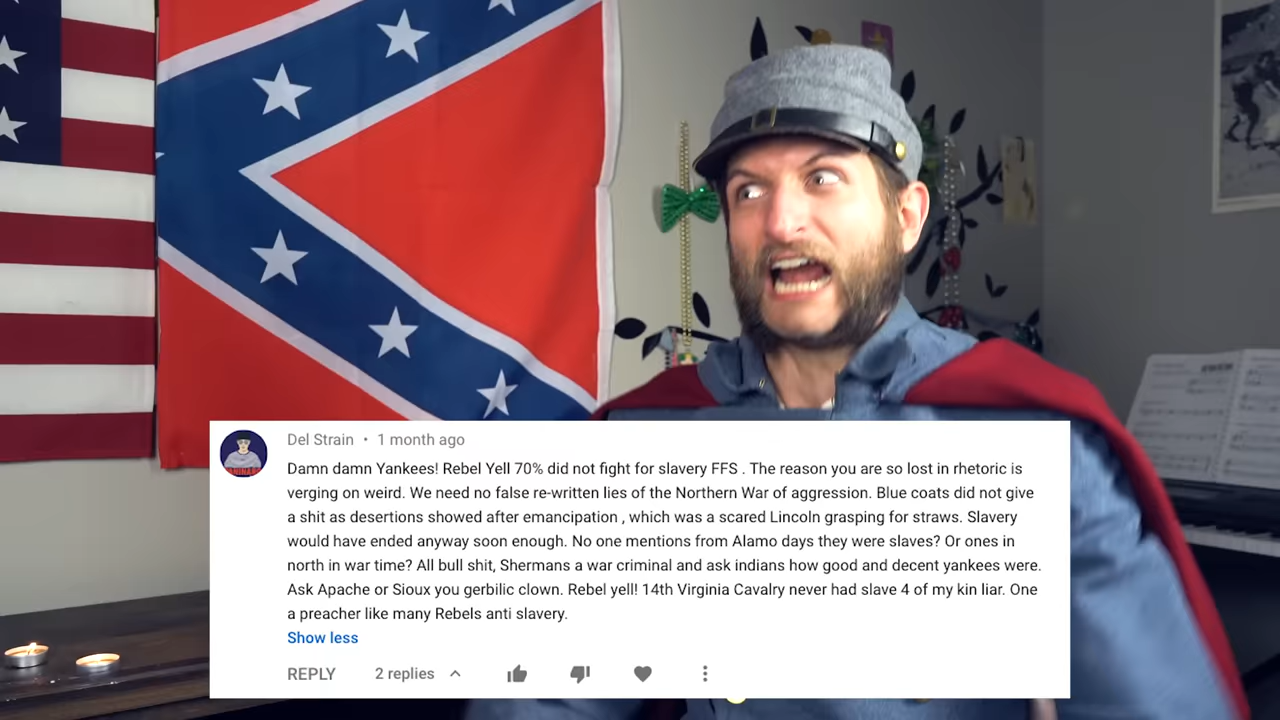 Del Strain • 1 month ago
Damn damn Yankees! Rebel Yell 70% did not fight for slavery FFS . The reason you are so lost in rhetoric is
verging on weird. We need no false re-written lies of the Northern War of aggression. Blue coats did not give
a shit as desertions showed after emancipation , which was a scared Lincoln grasping for straws. Slavery
would have ended anyway soon enough. No one mentions from Alamo days they were slaves? Or ones in
north in war time? All bull shit, Shermans a war criminal and ask indians how good and decent yankees were.
Ask Apache or Sioux you gerbilic clown. Rebel yell! 14th Virginia Cavalry never had slave 4 of my kin liar. One
a preacher like many Rebels anti slavery.
Show less
REPLY 2 replies